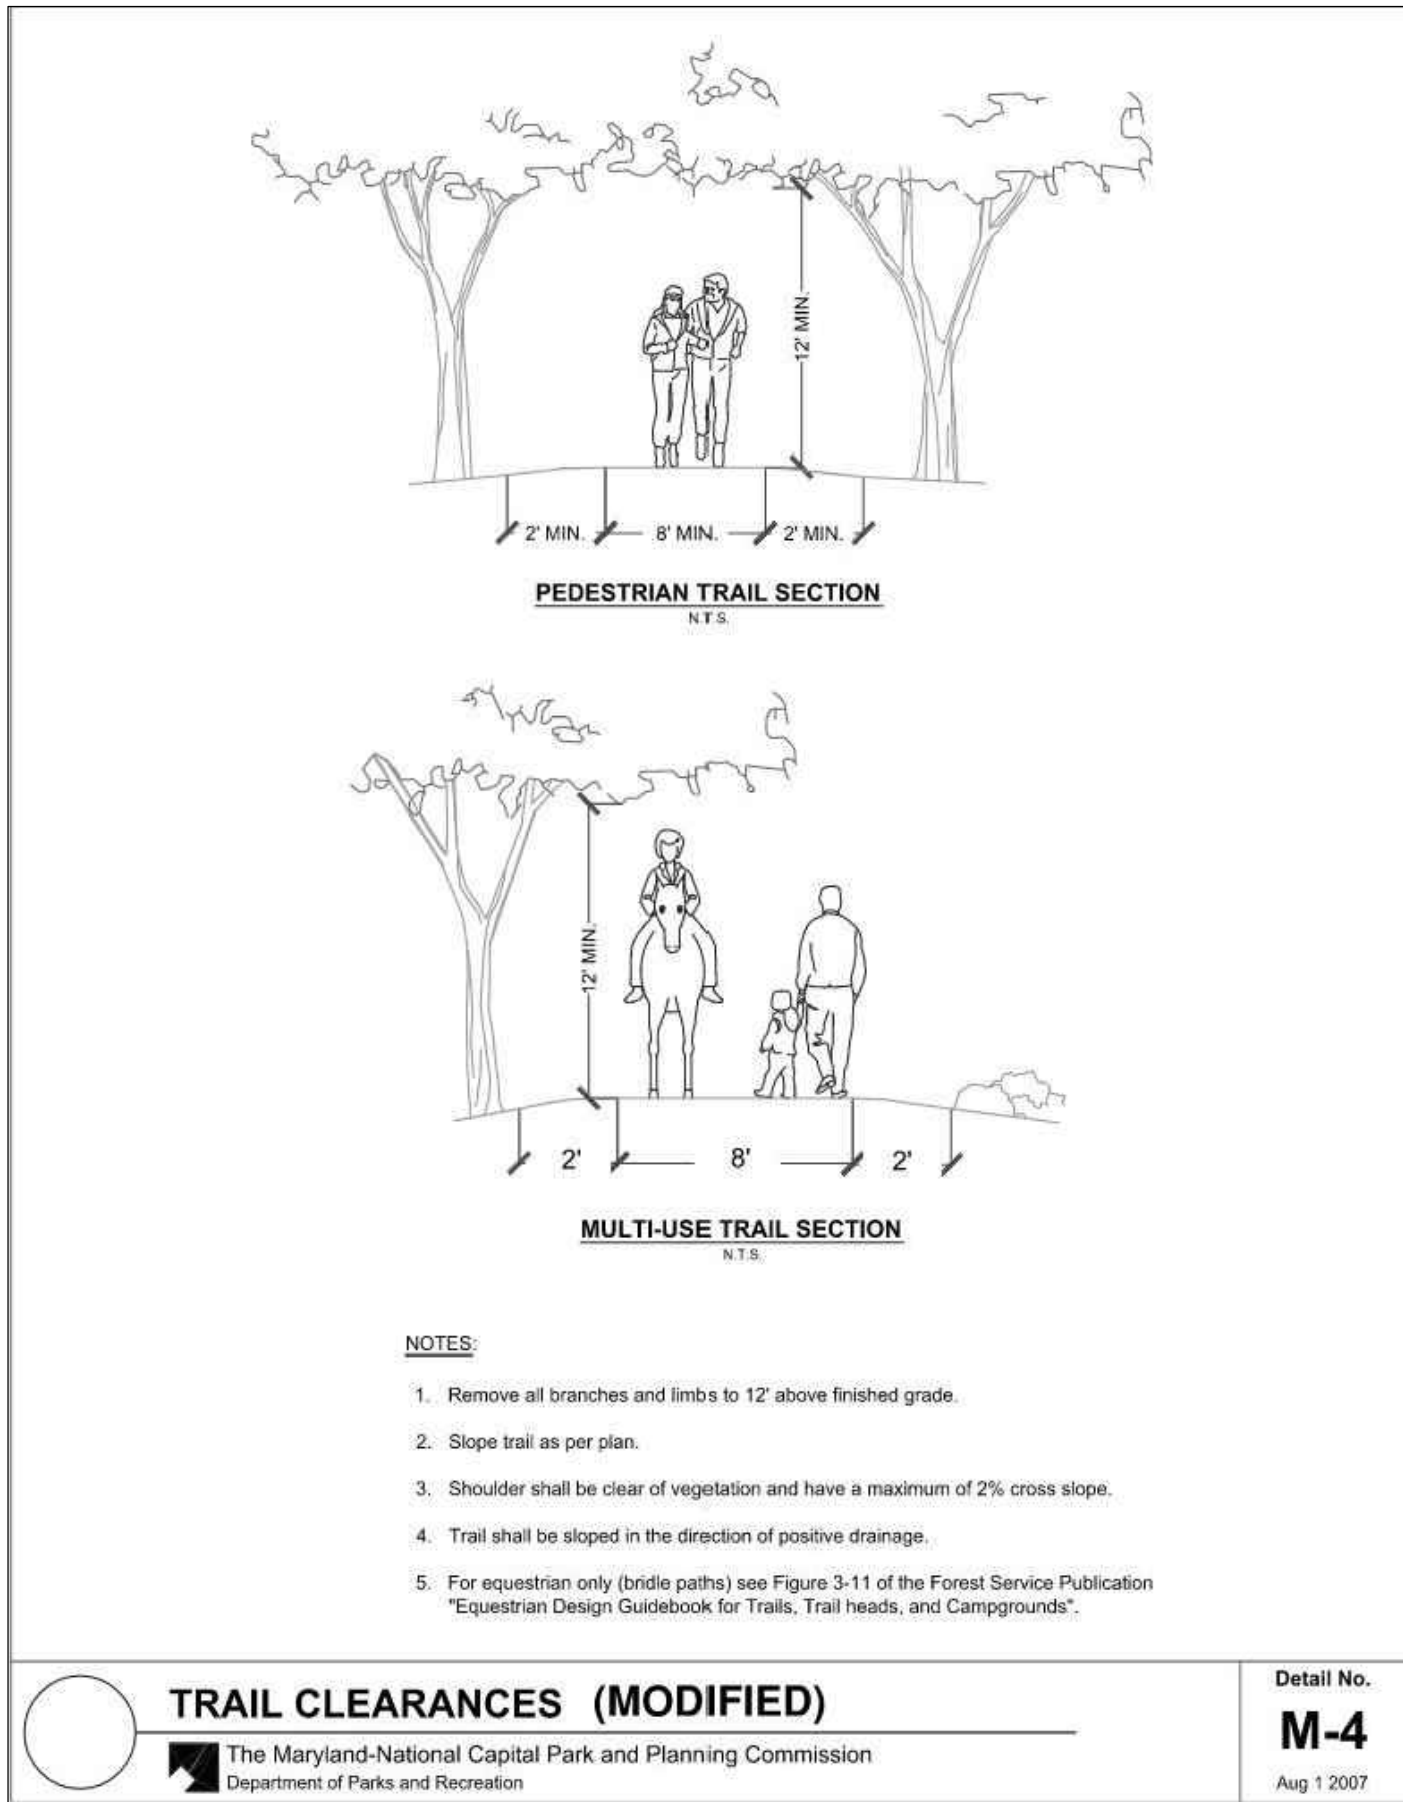 12' MIN.
2' MIN. 8' MIN. 2' MIN.
PEDESTRIAN TRAIL SECTION
N.T.S.
12' MIN.
2' 8' 2'
MULTI-USE TRAIL SECTION
N.T.S.
NOTES:
1. Remove all branches and limbs to 12' above finished grade.
2. Slope trail as per plan.
3. Shoulder shall be clear of vegetation and have a maximum of 2% cross slope.
4. Trail shall be sloped in the direction of positive drainage.
5. For equestrian only (bridle paths) see Figure 3-11 of the Forest Service Publication
"Equestrian Design Guidebook for Trails, Trail heads, and Campgrounds".
TRAIL CLEARANCES (MODIFIED)
The Maryland-National Capital Park and Planning Commission
Department of Parks and Recreation
Detail No.
M-4
Aug 1 2007